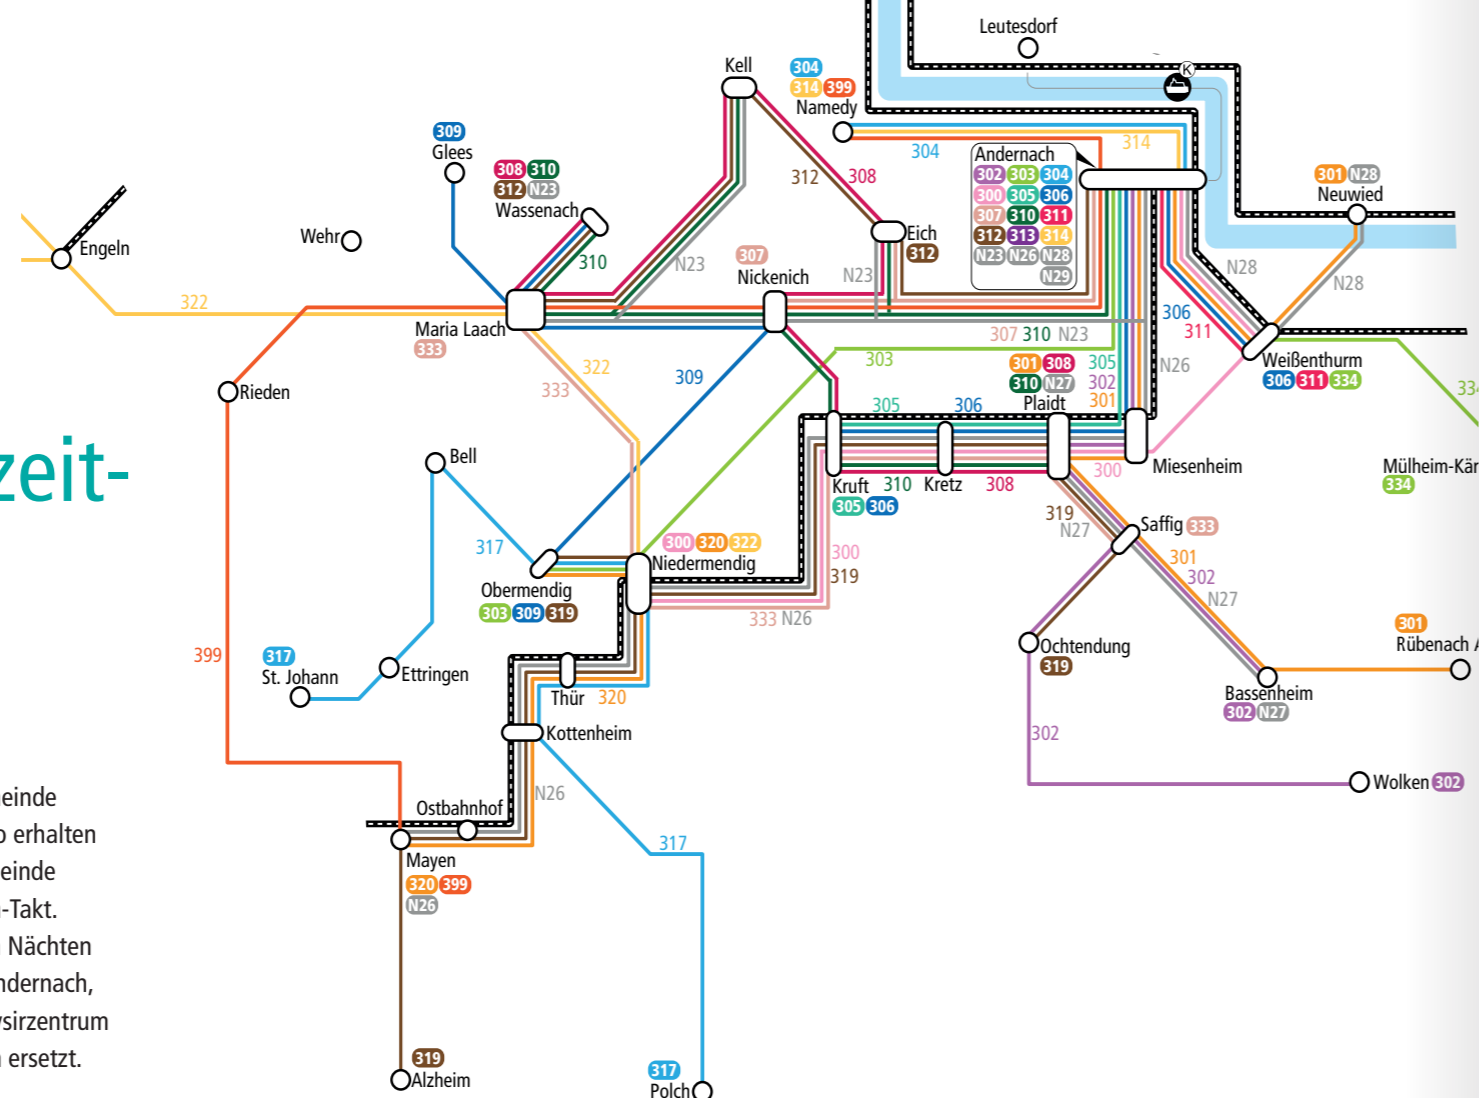 Leutesdorf
K
Kell
304
314 399
Namedy
309
Glees
308 310
312 N23
Wassenach
Wehr
Engeln
304
314
312
308
Andernach
302 303 304
300 305 306
307 310 311
312 313 314
N23 N26 N28
N29
301 N28
Neuwied
Eich
312
310
N23
307
Nickenich
N23
N28
N28
322
Maria Laach
333
306
311
307 310 N23
303
322
333
309
301 308
310 N27
Plaidt
305
302
301
N26
Weißenthurm
306 311 334
Rieden
305
306
zeit-
Bell
Kruft
305 306
310
Kretz
308
300
Miesenheim
334
317
300 320 322
Niedermendig
300
319
319
N27
Saffig 333
301
302
N27
Obermendig
303 309 319
333 N26
399
317
St. Johann
Ettringen
Thür
320
Ochtendung
319
301
Rübenach
Bassenheim
302 N27
Kottenheim
302
Wolken 302
einde
o erhalten
einde
-Takt.
Nächten
ndernach,
sirzentrum
ersetzt.
Ostbahnhof
N26
Mayen
320 399
N26
317
319
Alzheim
317
Polch